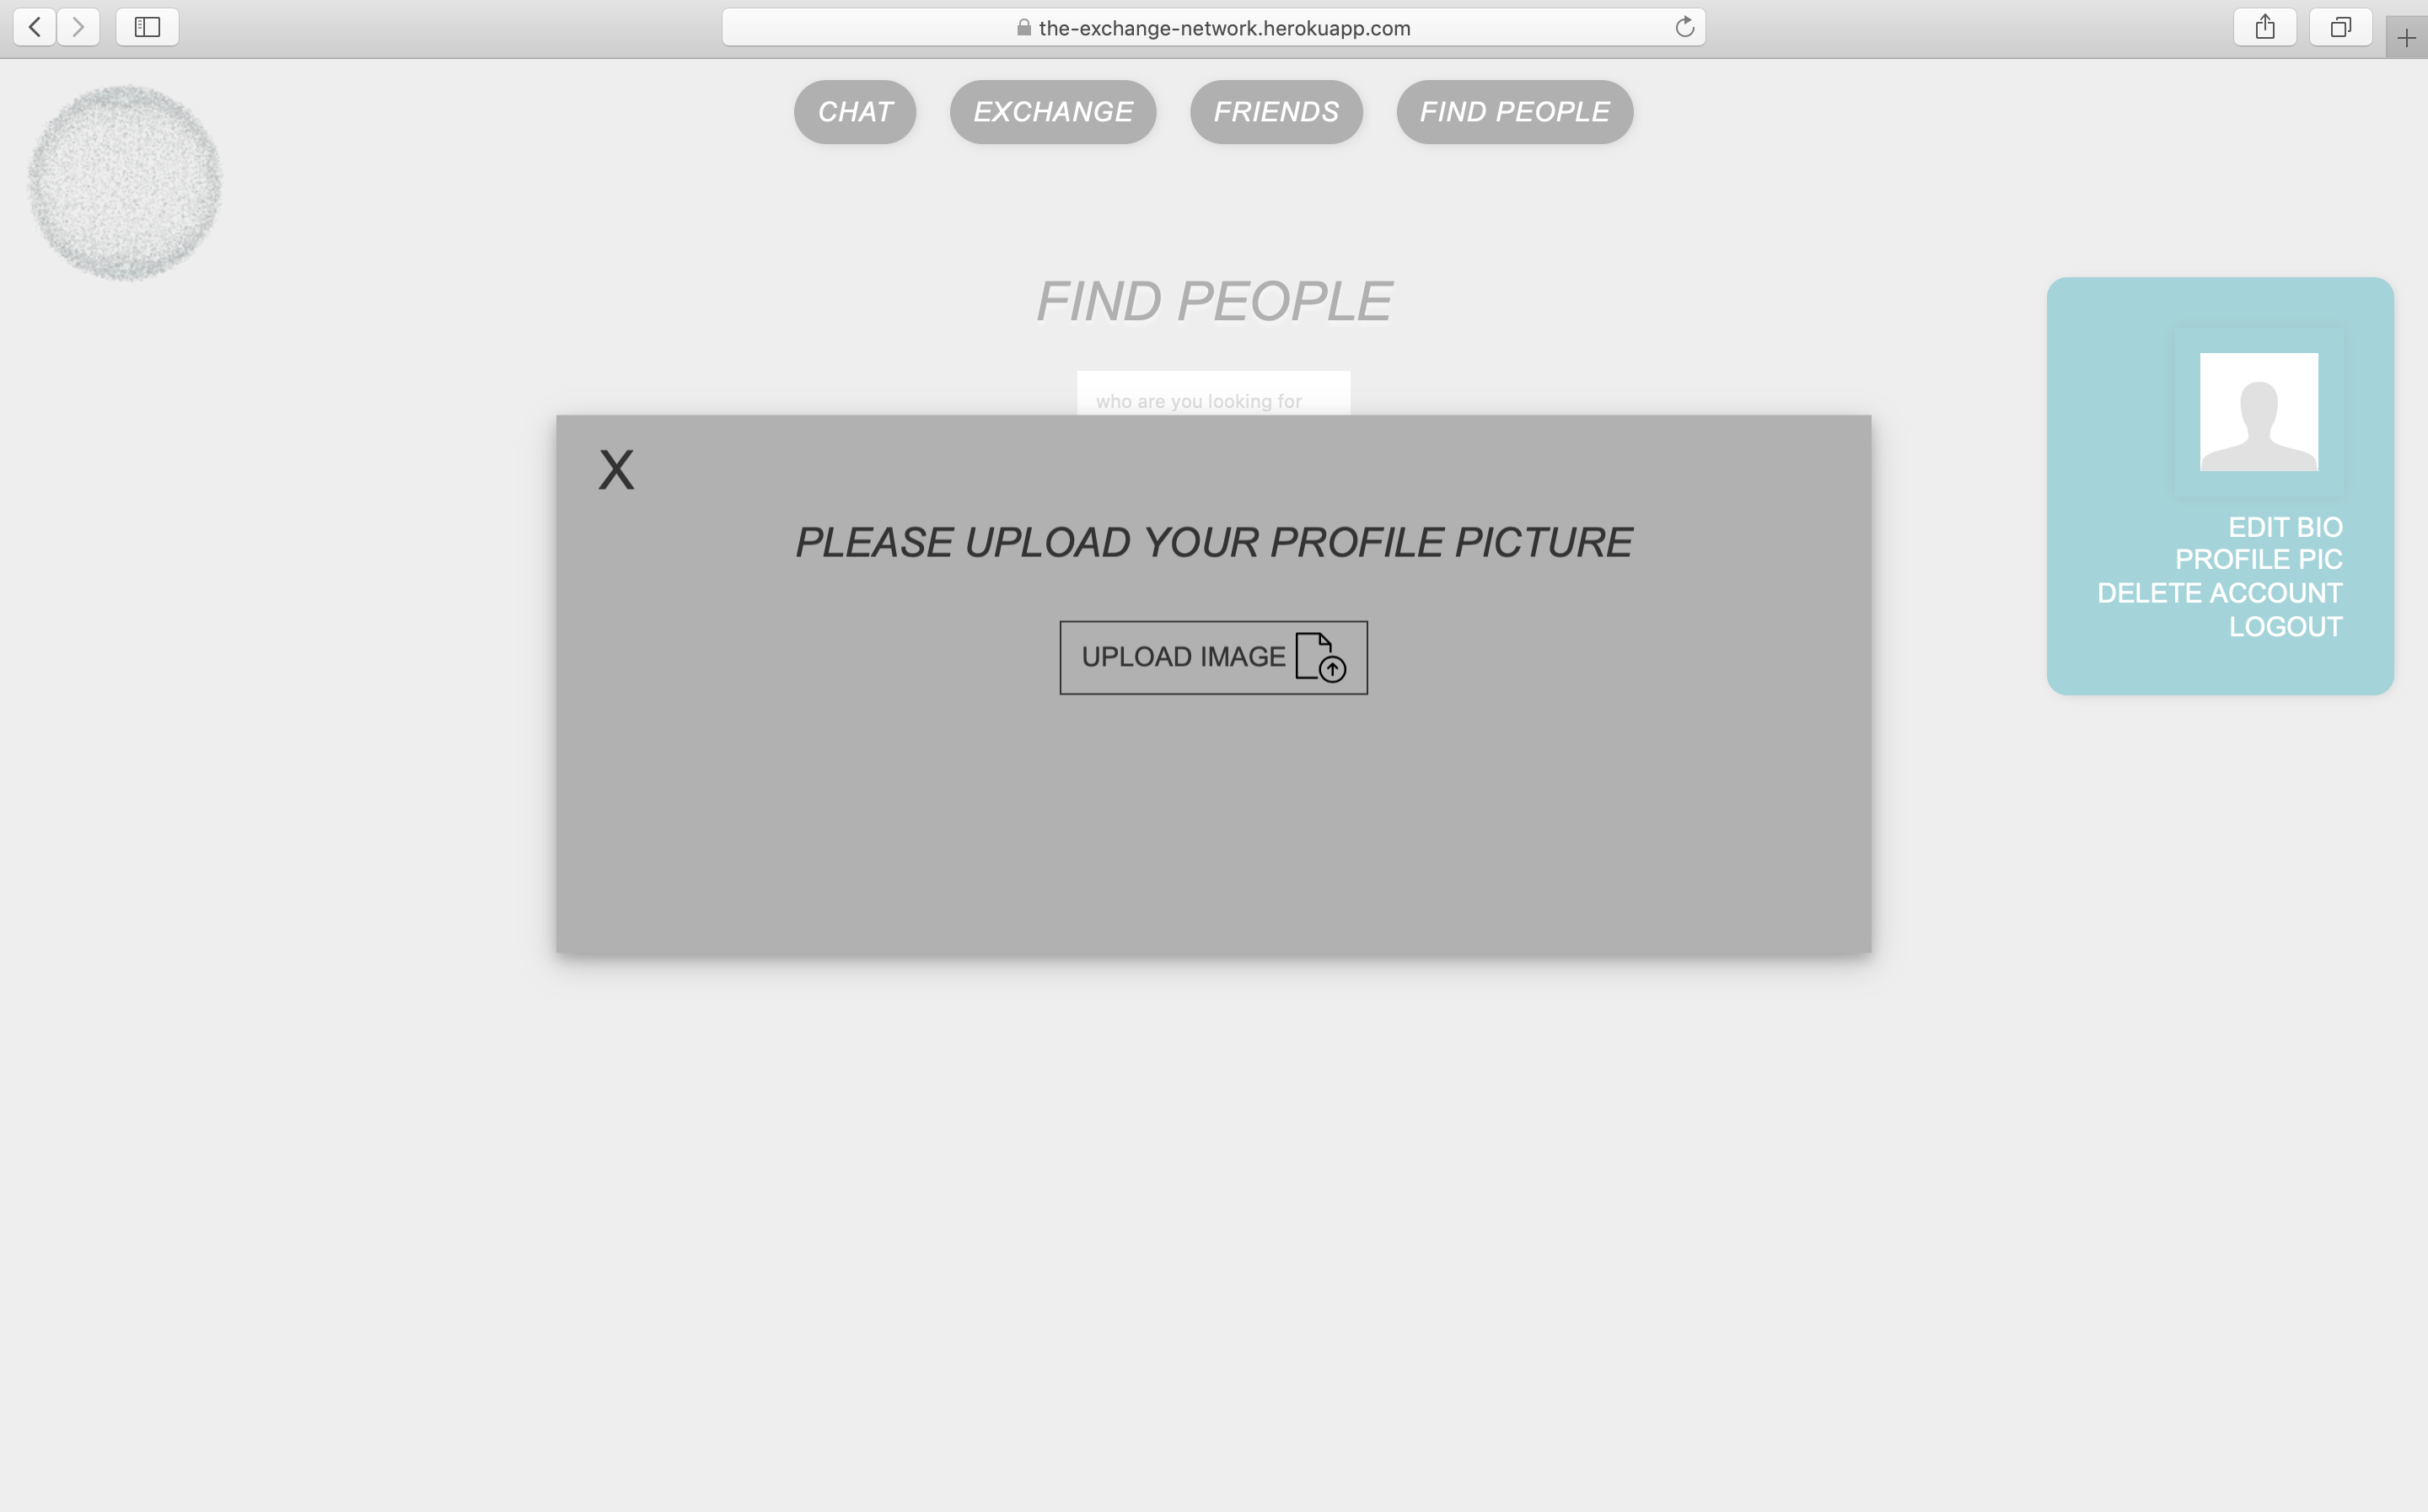 the-exchange-network.herokuapp.com
CHAT
EXCHANGE
FRIENDS
FIND PEOPLE
FIND PEOPLE
who are you looking for
X
PLEASE UPLOAD YOUR PROFILE PICTURE
UPLOAD IMAGE
EDIT BIO
PROFILE PIC
DELETE ACCOUNT
LOGOUT